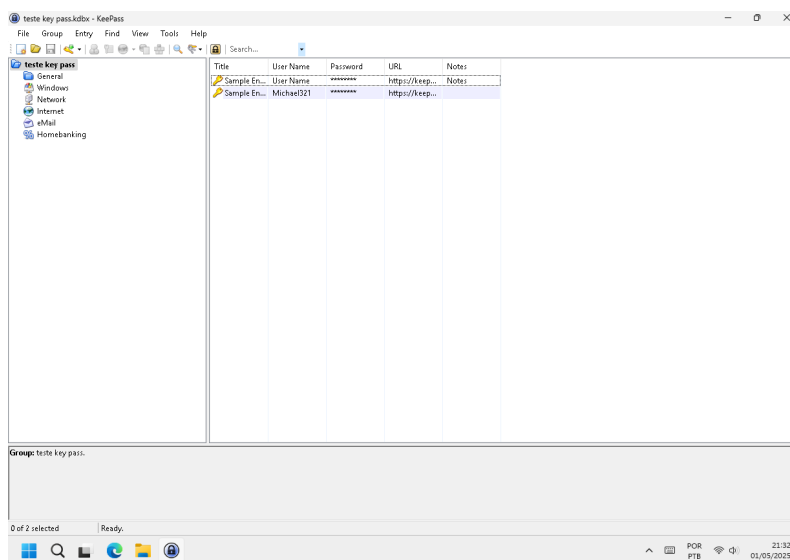 teste key pass.kdbx - KeePass
File Group Entry Find View Tools Help
Search...
teste key pass
General
Windows
Network
Internet
eMail
Homebanking
Title User Name Password URL Notes
Sample En... User Name ******** https://keep... Notes
Sample En... Michael321 ******** https://keep...
Group: teste key pass.
0 of 2 selected Ready.
POR
PTB
21:32
01/05/2025